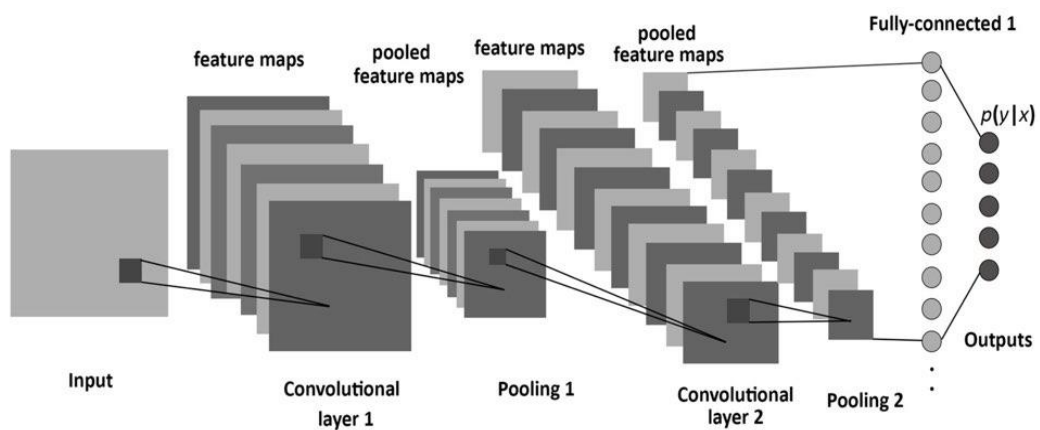 Fully-connected 1
feature maps
pooled
feature maps
feature maps
pooled
feature maps
p(y|x)
Input
Convolutional
layer 1
Pooling 1
Convolutional
layer 2
Pooling 2
Outputs